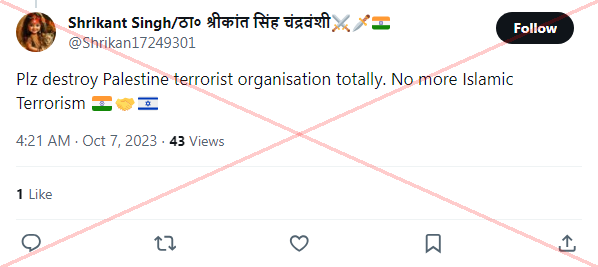 Shrikant Singh/ठा० श्रीकांत सिंह चंद्रवंशी⚔️🗡️🇮🇳
@Shrikan17249301
Follow
Plz destroy Palestine terrorist organisation totally. No more Islamic
Terrorism 🇮🇳🤝🇮🇱
4:21 AM · Oct 7, 2023 · 43 Views
1 Like